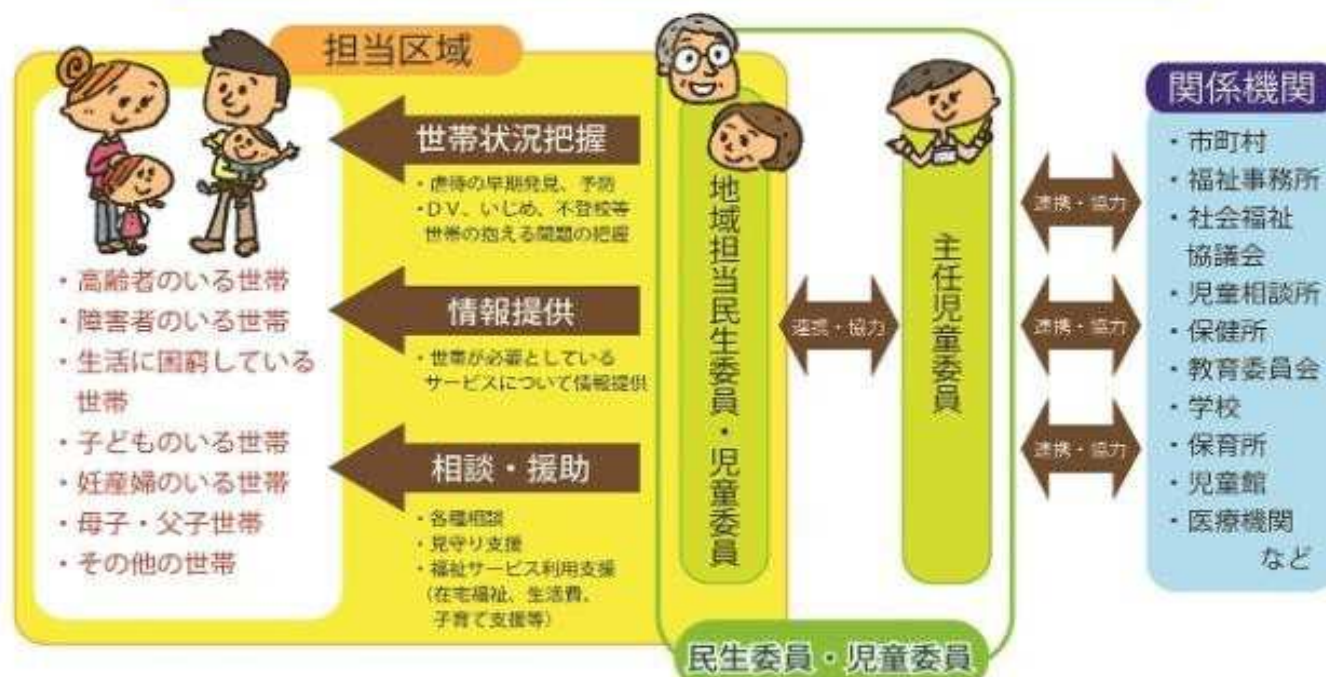 担当区域
・高齢者のいる世帯
・障害者のいる世帯
・生活に困窮している
世帯
・子どものいる世帯
・妊産婦のいる世帯
・母子・父子世帯
・その他の世帯
世帯状況把握
・虐待の早期発見、予防
・DV、いじめ、不登校等
世帯の抱える問題の把握
情報提供
・世帯が必要としている
サービスについて情報提供
相談・援助
・各種相談
・見守り支援
・福祉サービス利用支援
（在宅福祉、生活費、
子育て支援等）
地域担当民生委員・児童委員
連携・協力
主任児童委員
民生委員・児童委員
連携・協力
連携・協力
連携・協力
関係機関
・市町村
・福祉事務所
・社会福祉
協議会
・児童相談所
・保健所
・教育委員会
・学校
・保育所
・児童館
・医療機関
など